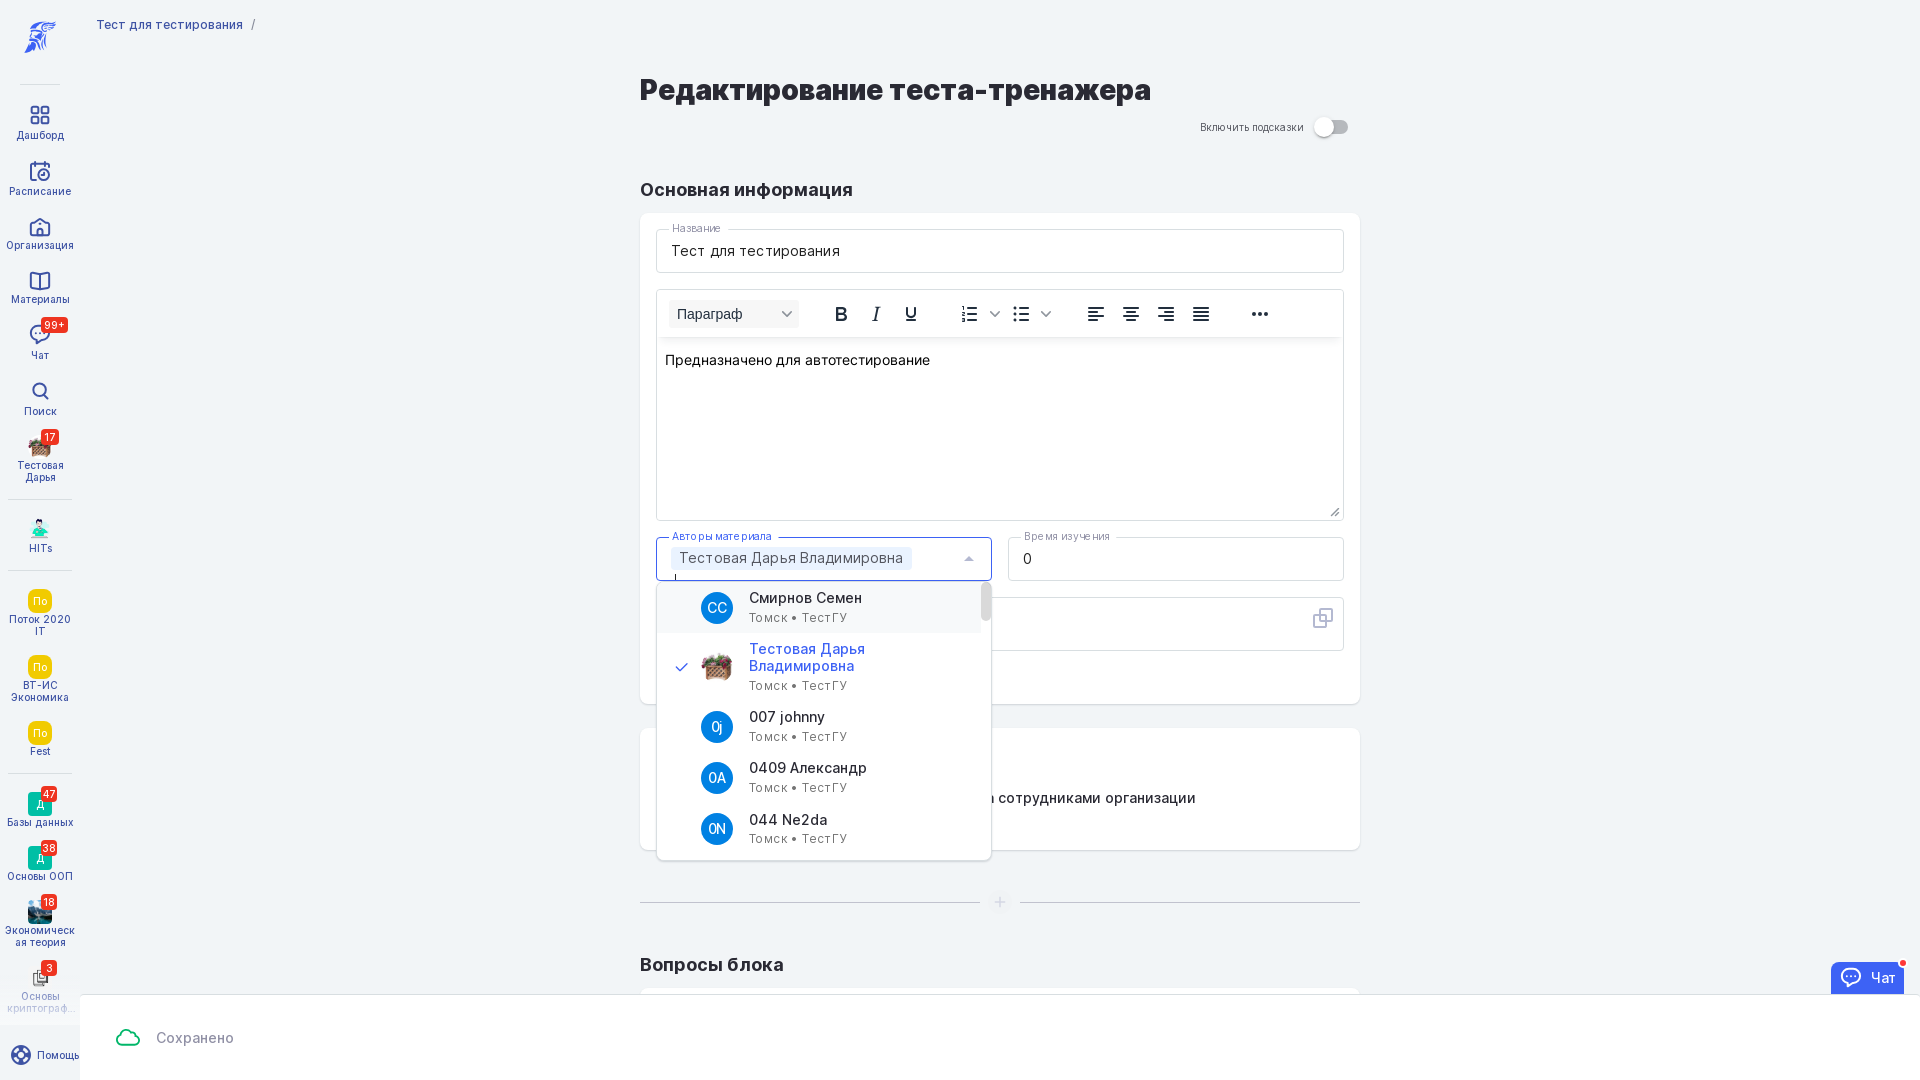 Тест для тестирования /
Дашборд
Расписание
Организация
Материалы
99+
Чат
Поиск
17
Тестовая
Дарья
HITs
По
Поток 2020
IT
По
ВТ-ИС
Экономика
По
Fest
47
Д
Базы данных
38
Д
Основы ООП
18
Экономическ
ая теория
3
Основы
криптограф...
Помощь
Редактирование теста-тренажера
Включить подсказки
Основная информация
Название
Тест для тестирования
Параграф
Предназначено для автотестирование
Авторы материала
Тестовая Дарья Владимировна
Время изучения
0
СС
Смирнов Семен
Томск • ТестГУ
Тестовая Дарья
Владимировна
Томск • ТестГУ
0j
007 johnny
Томск • ТестГУ
0А
0409 Александр
Томск • ТестГУ
0N
044 Ne2da
Томск • ТестГУ
сотрудниками организации
Вопросы блока
Чат
Сохранено